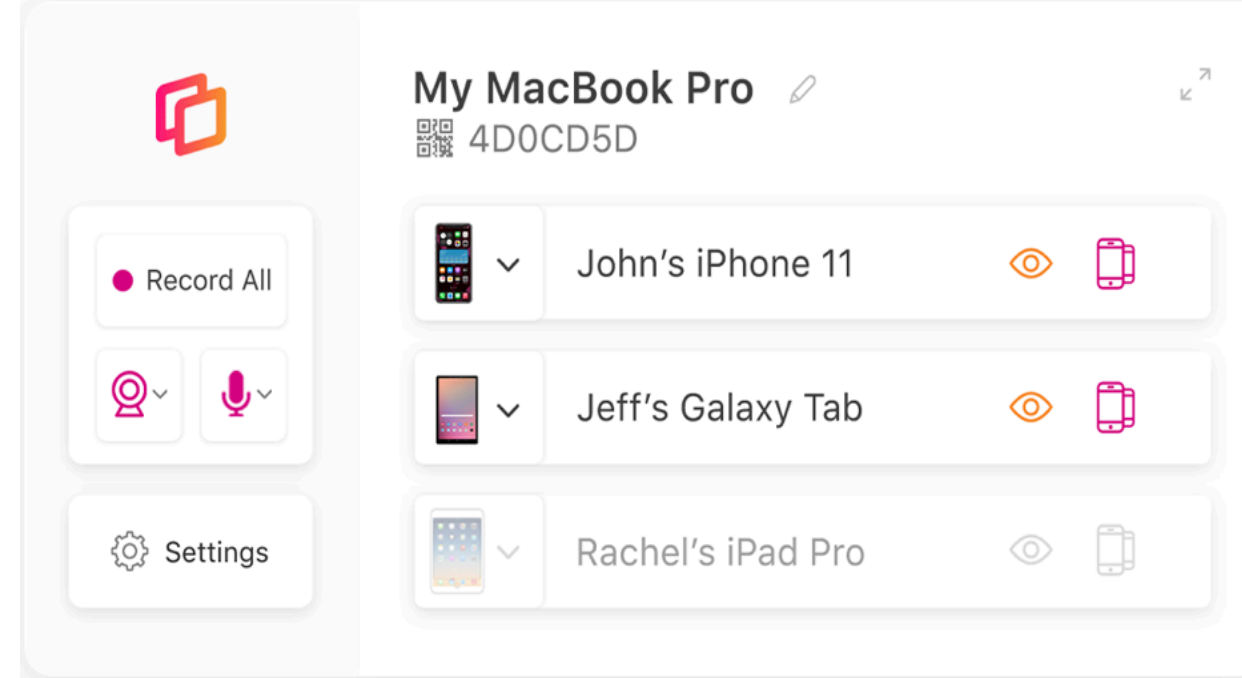 My MacBook Pro
4D0CD5D
Record All
Settings
John’s iPhone 11
Jeff’s Galaxy Tab
Rachel’s iPad Pro